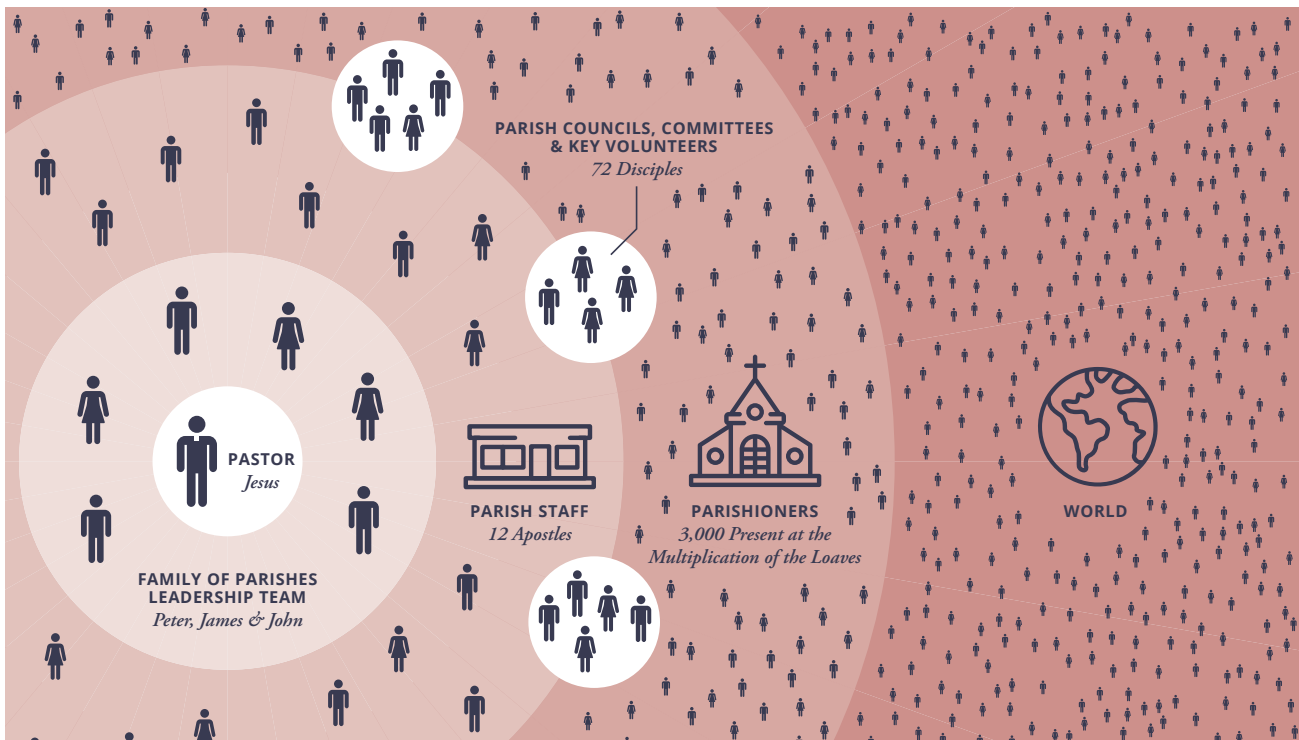 PARISH COUNCILS, COMMITTEES
& KEY VOLUNTEERS
72 Disciples
PASTOR
Jesus
FAMILY OF PARISHES
LEADERSHIP TEAM
Peter, James & John
PARISH STAFF
12 Apostles
PARISHIONERS
3,000 Present at the
Multiplication of the Loaves
WORLD